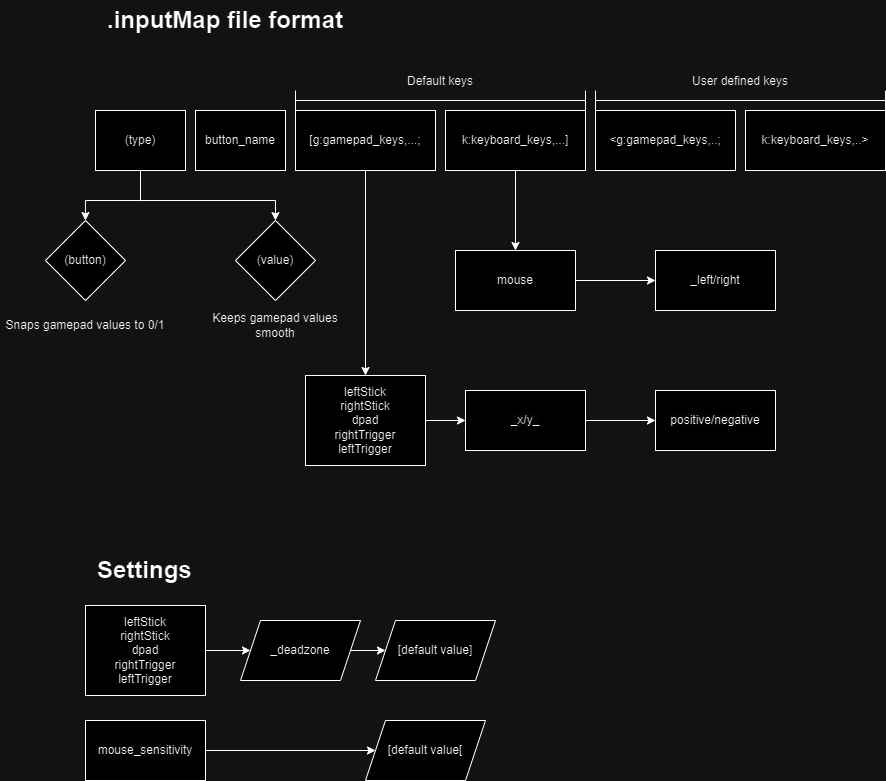 .inputMap file format
Default keys
User defined keys
(type)
button_name
[g:gamepad_keys,...;
k:keyboard_keys,...]
<g:gamepad_keys,..;
k:keyboard_keys,..>
(button)
(value)
mouse
_left/right
Snaps gamepad values to 0/1
Keeps gamepad values
smooth
leftStick
rightStick
dpad
rightTrigger
leftTrigger
_x/y_
positive/negative
Settings
leftStick
rightStick
dpad
rightTrigger
leftTrigger
_deadzone
[default value]
mouse_sensitivity
[default value[